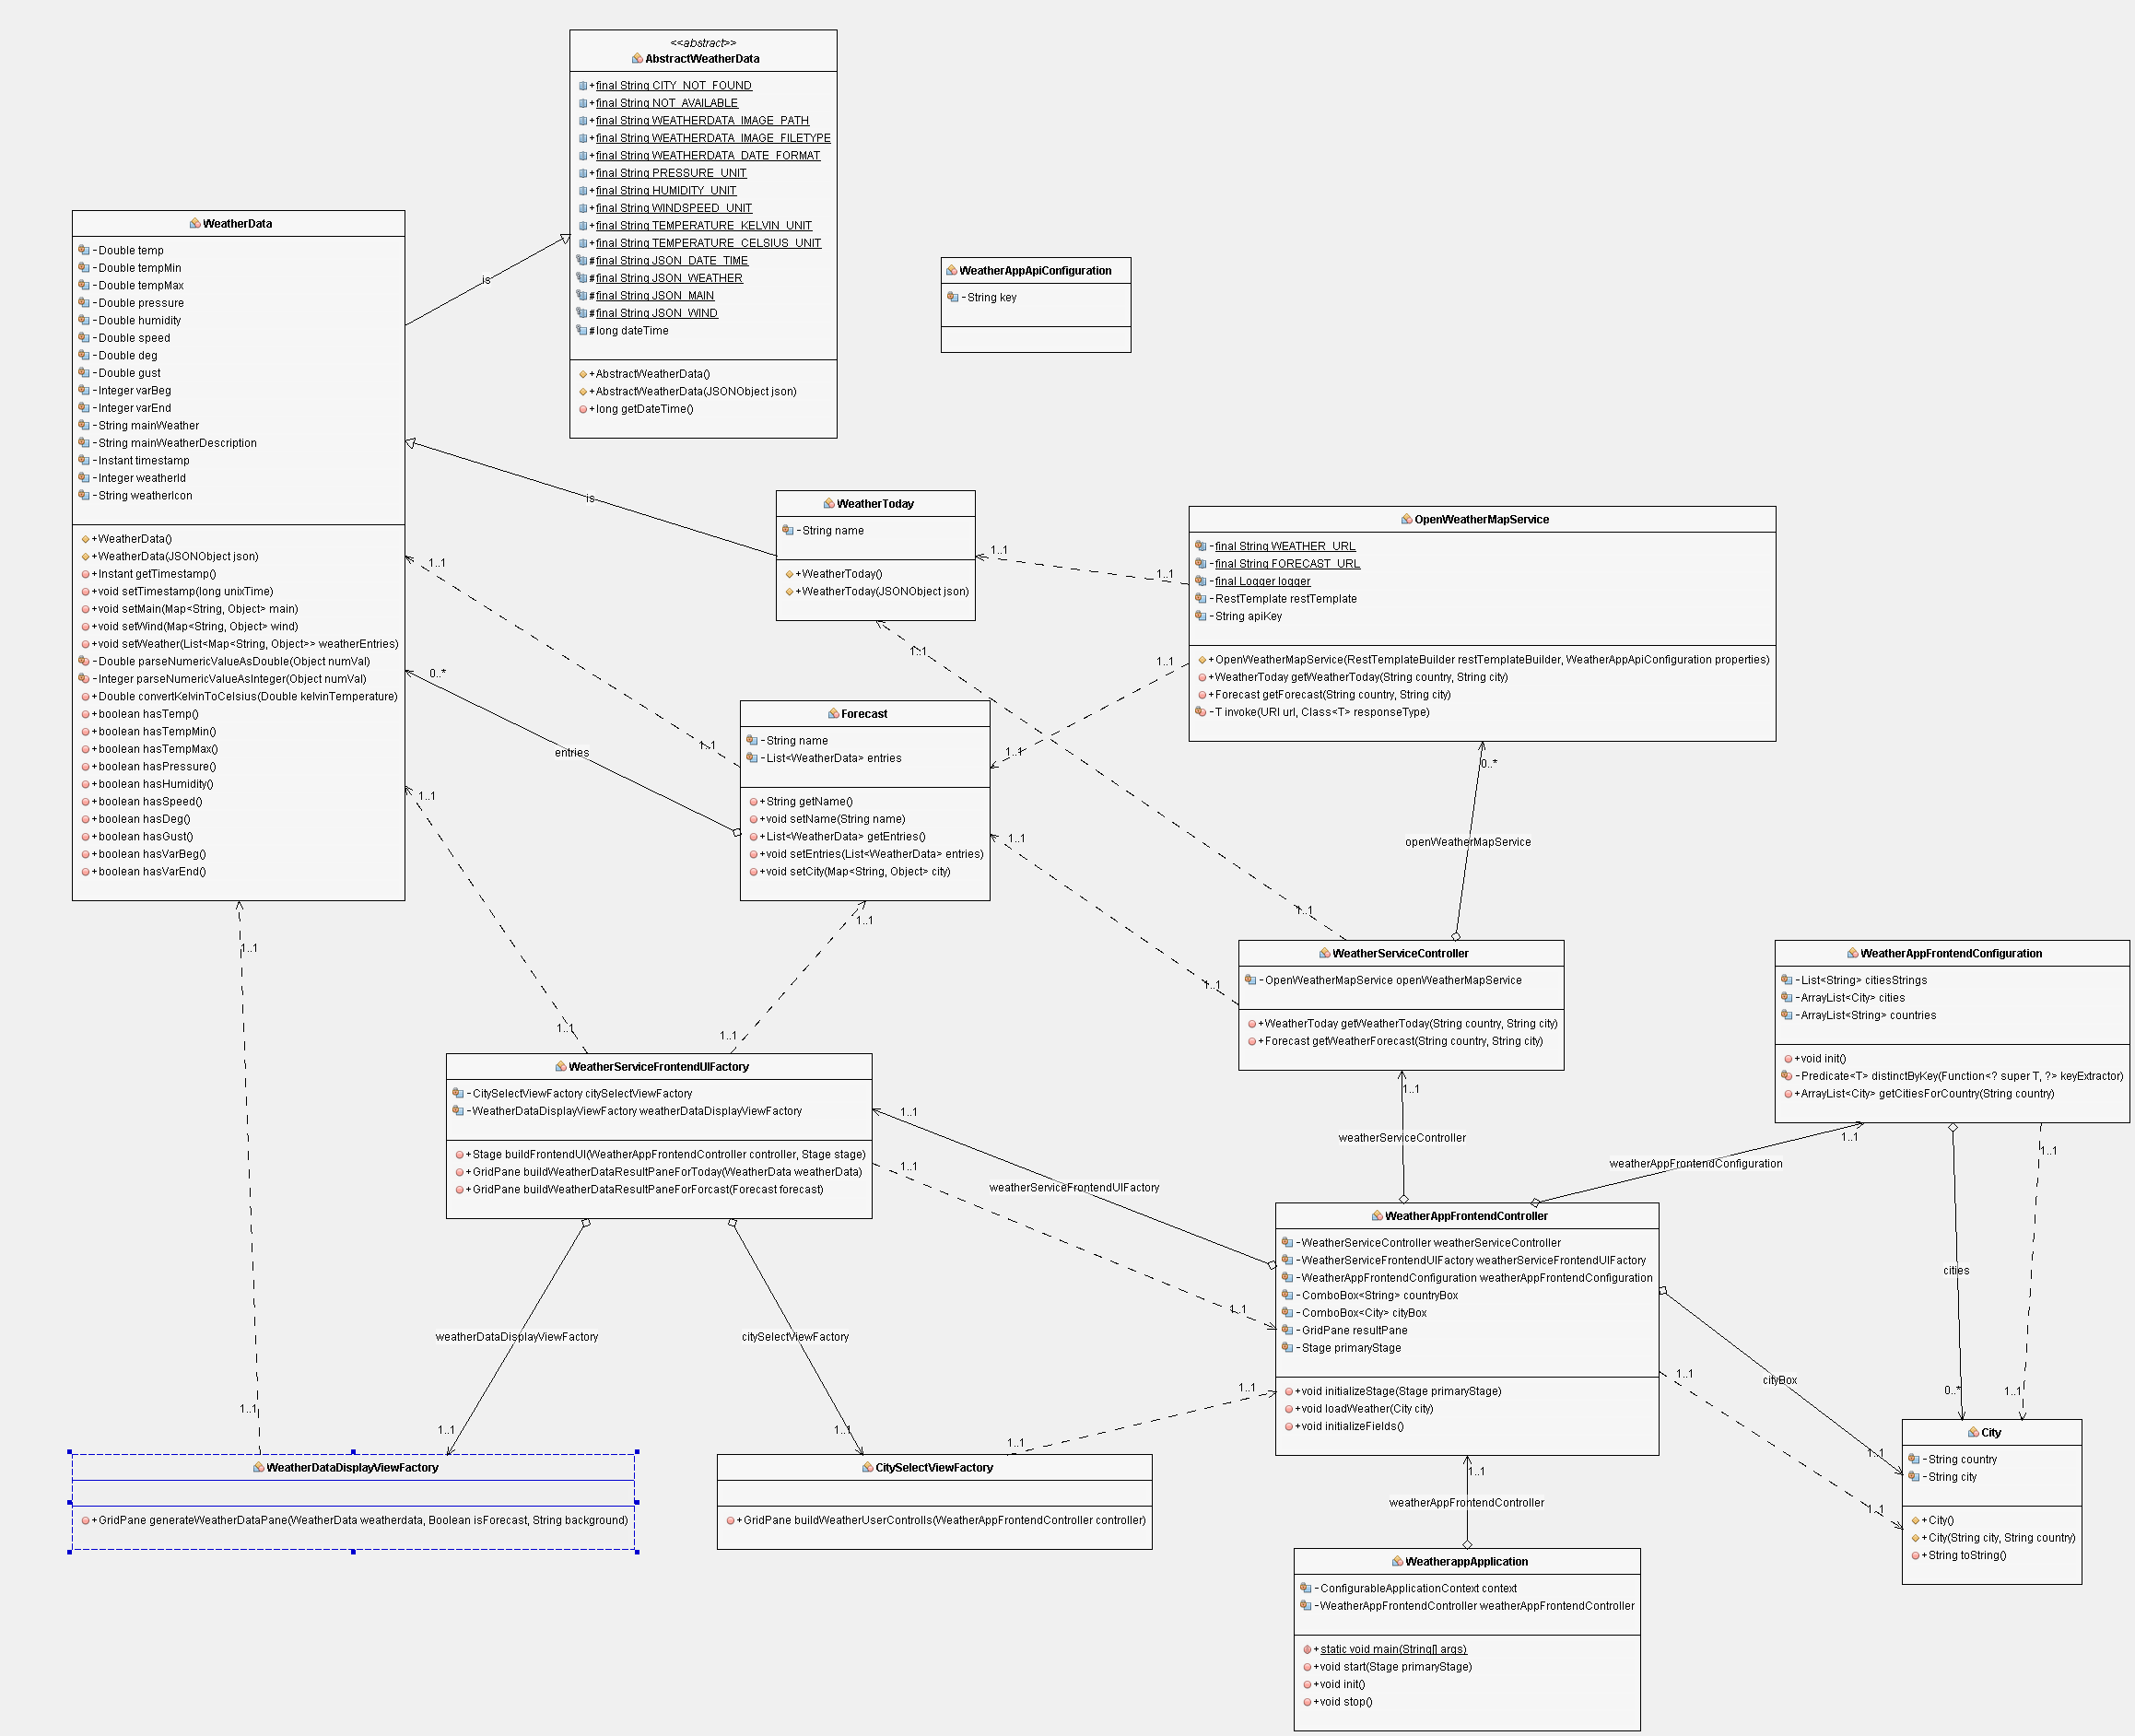 <<abstract>>
AbstractWeatherData
+final String CITY_NOT_FOUND
+final String NOT_AVAILABLE
+final String WEATHERDATA_IMAGE_PATH
+final String WEATHERDATA_IMAGE_FILETYPE
+final String WEATHERDATA_DATE_FORMAT
+final String PRESSURE_UNIT
+final String HUMIDITY_UNIT
+final String WINDSPEED_UNIT
+final String TEMPERATURE_KELVIN_UNIT
+final String TEMPERATURE_CELSIUS_UNIT
#final String JSON_DATE_TIME
#final String JSON_WEATHER
#final String JSON_MAIN
#final String JSON_WIND
#long dateTime
+AbstractWeatherData()
+AbstractWeatherData(JSONObject json)
+long getDateTime()
WeatherData
-Double temp
-Double tempMin
-Double tempMax
-Double pressure
-Double humidity
-Double speed
-Double deg
-Double gust
-Integer varBeg
-Integer varEnd
-String mainWeather
-String mainWeatherDescription
-Instant timestamp
-Integer weatherId
-String weatherIcon
+WeatherData()
+WeatherData(JSONObject json)
+Instant getTimestamp()
+void setTimestamp(long unixTime)
+void setMain(Map<String, Object> main)
+void setWind(Map<String, Object> wind)
+void setWeather(List<Map<String, Object>> weatherEntries)
-Double parseNumericValueAsDouble(Object numVal)
-Integer parseNumericValueAsInteger(Object numVal)
+Double convertKelvinToCelsius(Double kelvinTemperature)
+boolean hasTemp()
+boolean hasTempMin()
+boolean hasTempMax()
+boolean hasPressure()
+boolean hasHumidity()
+boolean hasSpeed()
+boolean hasDeg()
+boolean hasGust()
+boolean hasVarBeg()
+boolean hasVarEnd()
is
is
WeatherAppApiConfiguration
-String key
WeatherToday
-String name
+WeatherToday()
+WeatherToday(JSONObject json)
1..1
1..1
OpenWeatherMapService
-final String WEATHER_URL
-final String FORECAST_URL
-final Logger logger
-RestTemplate restTemplate
-String apiKey
+OpenWeatherMapService(RestTemplateBuilder restTemplateBuilder, WeatherAppApiConfiguration properties)
+WeatherToday getWeatherToday(String country, String city)
+Forecast getForecast(String country, String city)
-T invoke(URI url, Class<T> responseType)
1..1
1..1
1..1
1..1
1..1
0..*
entries
Forecast
-String name
-List<WeatherData> entries
+String getName()
+void setName(String name)
+List<WeatherData> getEntries()
+void setEntries(List<WeatherData> entries)
+void setCity(Map<String, Object> city)
0..*
openWeatherMapService
1..1
1..1
1..1
1..1
1..1
1..1
1..1
1..1
WeatherServiceController
-OpenWeatherMapService openWeatherMapService
+WeatherToday getWeatherToday(String country, String city)
+Forecast getWeatherForecast(String country, String city)
WeatherAppFrontendConfiguration
-List<String> citiesStrings
-ArrayList<City> cities
-ArrayList<String> countries
+void init()
-Predicate<T> distinctByKey(Function<? super T, ?> keyExtractor)
+ArrayList<City> getCitiesForCountry(String country)
WeatherServiceFrontendUIFactory
-CitySelectViewFactory citySelectViewFactory
-WeatherDataDisplayViewFactory weatherDataDisplayViewFactory
+Stage buildFrontendUI(WeatherAppFrontendController controller, Stage stage)
+GridPane buildWeatherDataResultPaneForToday(WeatherData weatherData)
+GridPane buildWeatherDataResultPaneForForcast(Forecast forecast)
1..1
1..1
weatherServiceController
1..1
1..1
weatherAppFrontendConfiguration
1..1
1..1
weatherServiceFrontendUIFactory
WeatherAppFrontendController
-WeatherServiceController weatherServiceController
-WeatherServiceFrontendUIFactory weatherServiceFrontendUIFactory
-WeatherAppFrontendConfiguration weatherAppFrontendConfiguration
-ComboBox<String> countryBox
-ComboBox<City> cityBox
-GridPane resultPane
-Stage primaryStage
+void initializeStage(Stage primaryStage)
+void loadWeather(City city)
+void initializeFields()
cities
1..1
weatherDataDisplayViewFactory
citySelectViewFactory
1..1
cityBox
1..1
0..*
1..1
1..1
1..1
1..1
1..1
1..1
1..1
WeatherDataDisplayViewFactory
+GridPane generateWeatherDataPane(WeatherData weatherdata, Boolean isForecast, String background)
CitySelectViewFactory
+GridPane buildWeatherUserControlls(WeatherAppFrontendController controller)
1..1
weatherAppFrontendController
City
-String country
-String city
+City()
+City(String city, String country)
+String toString()
WeatherappApplication
-ConfigurableApplicationContext context
-WeatherAppFrontendController weatherAppFrontendController
+static void main(String[] args)
+void start(Stage primaryStage)
+void init()
+void stop()